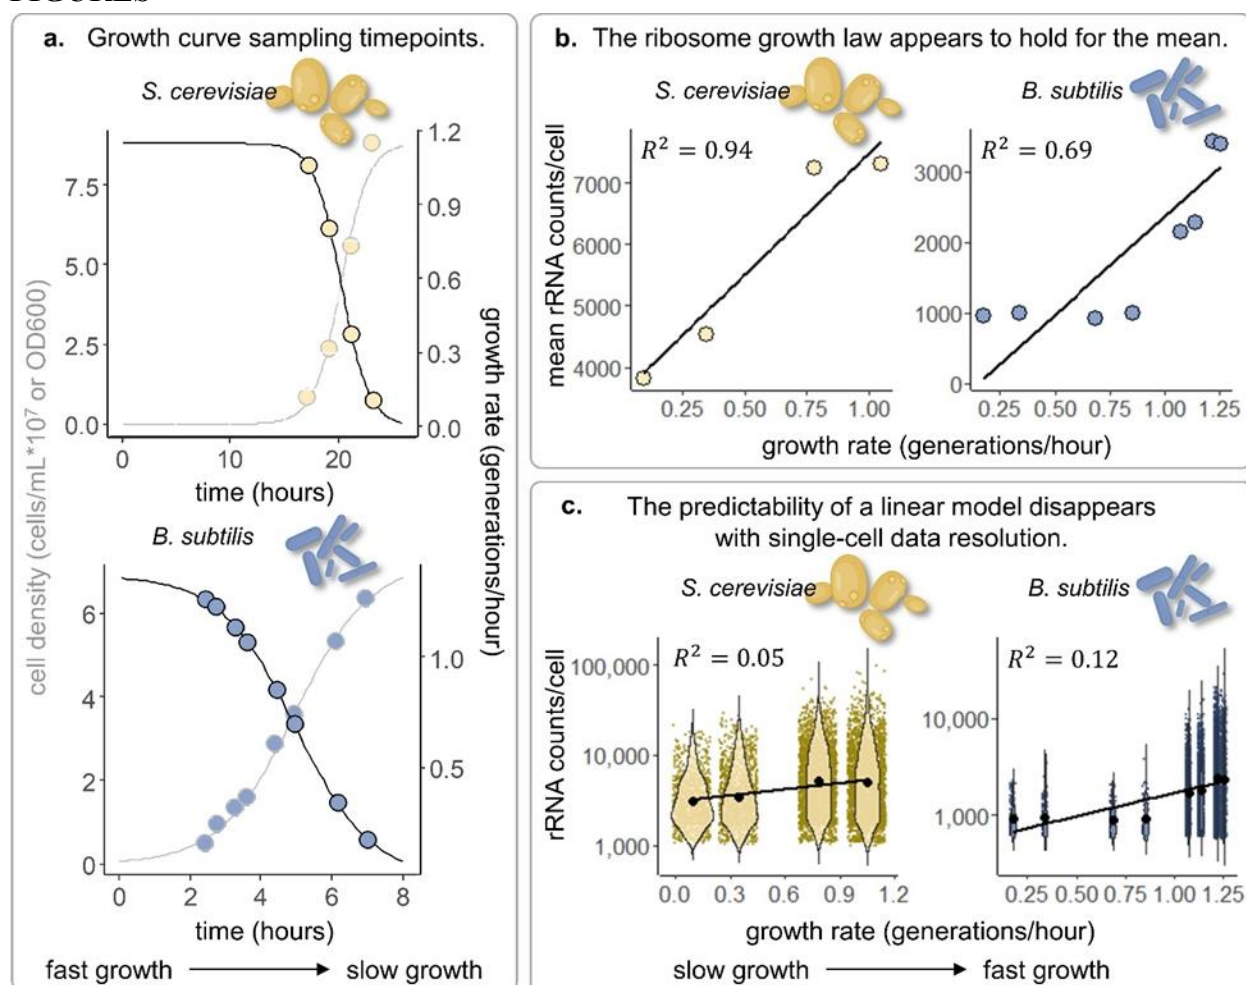 FIGURES
a. Growth curve sampling timepoints.
S. cerevisiae
cell density (cells/mL*10⁷ or OD600)
7.5
5.0
2.5
0.0
1.2
0.9
0.6
0.3
0.0
growth rate (generations/hour)
0 10 20
time (hours)
B. subtilis
6
4
2
0
1.0
0.5
0 2 4 6 8
time (hours)
fast growth slow growth
b. The ribosome growth law appears to hold for the mean.
S. cerevisiae
B. subtilis
mean rRNA counts/cell
R² = 0.94
7000
6000
5000
4000
0.25 0.50 0.75 1.00
R² = 0.69
3000
2000
1000
0
0.25 0.50 0.75 1.00 1.25
growth rate (generations/hour)
c. The predictability of a linear model disappears
with single-cell data resolution.
S. cerevisiae
B. subtilis
rRNA counts/cell
R² = 0.05
100,000
10,000
1,000
0.0 0.3 0.6 0.9 1.2
R² = 0.12
10,000
1,000
0.25 0.50 0.75 1.00 1.25
growth rate (generations/hour)
slow growth fast growth